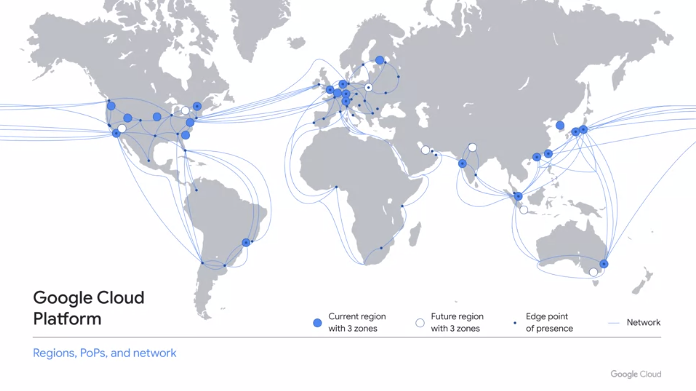 Google Cloud
Platform
Regions, PoPs, and network
Current region
with 3 zones
Future region
with 3 zones
Edge point
of presence
Network
Google Cloud